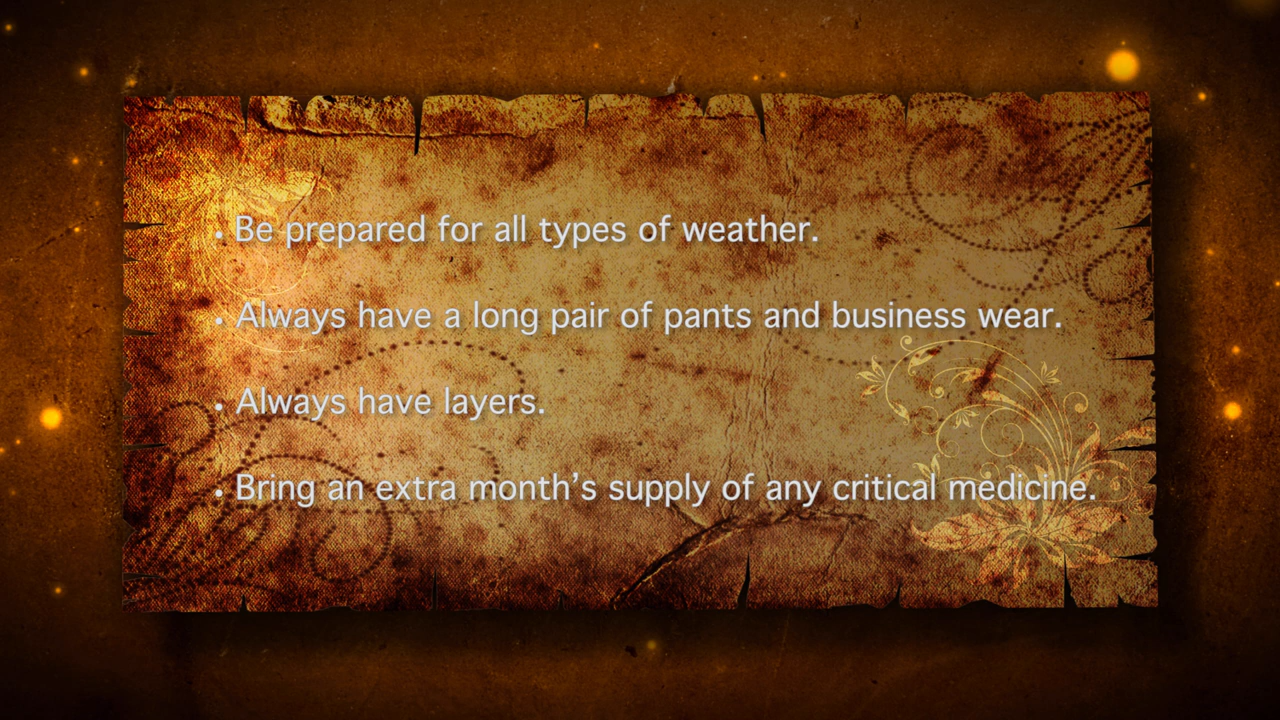 • Be prepared for all types of weather.
• Always have a long pair of pants and business wear.
• Always have layers.
• Bring an extra month’s supply of any critical medicine.